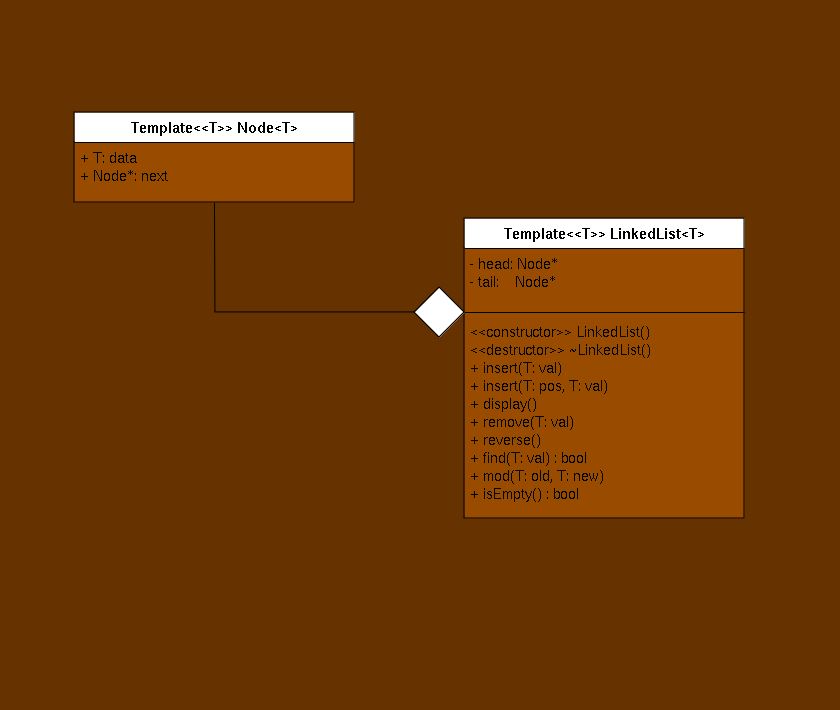 Template<<T>> Node<T>
+ T: data
+ Node*: next
Template<<T>> LinkedList<T>
- head: Node*
- tail:    Node*
<<constructor>> LinkedList()
<<destructor>> ~LinkedList()
+ insert(T: val)
+ insert(T: pos, T: val)
+ display()
+ remove(T: val)
+ reverse()
+ find(T: val) : bool
+ mod(T: old, T: new)
+ isEmpty() : bool